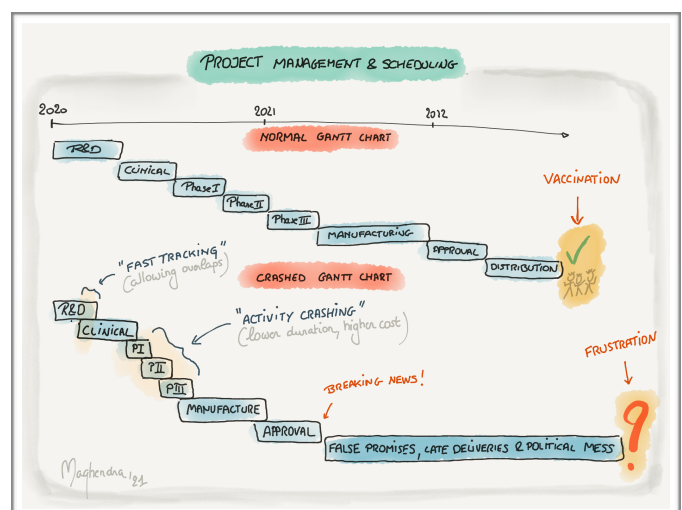 PROJECT MANAGEMENT & SCHEDULING
2020 2021 2022
NORMAL GANTT CHART
R&D
CLINICAL
Phase I
Phase II
Phase III
MANUFACTURING
APPROVAL
DISTRIBUTION
VACCINATION
"FAST TRACKING"
(allowing overlaps)
CRASHED GANTT CHART
R&D
CLINICAL
PI
PII
PIII
"ACTIVITY CRASHING"
(lower duration, higher cost)
MANUFACTURE
APPROVAL
BREAKING NEWS!
FALSE PROMISES, LATE DELIVERIES & POLITICAL MESS
FRUSTRATION
?
Maghendra '21